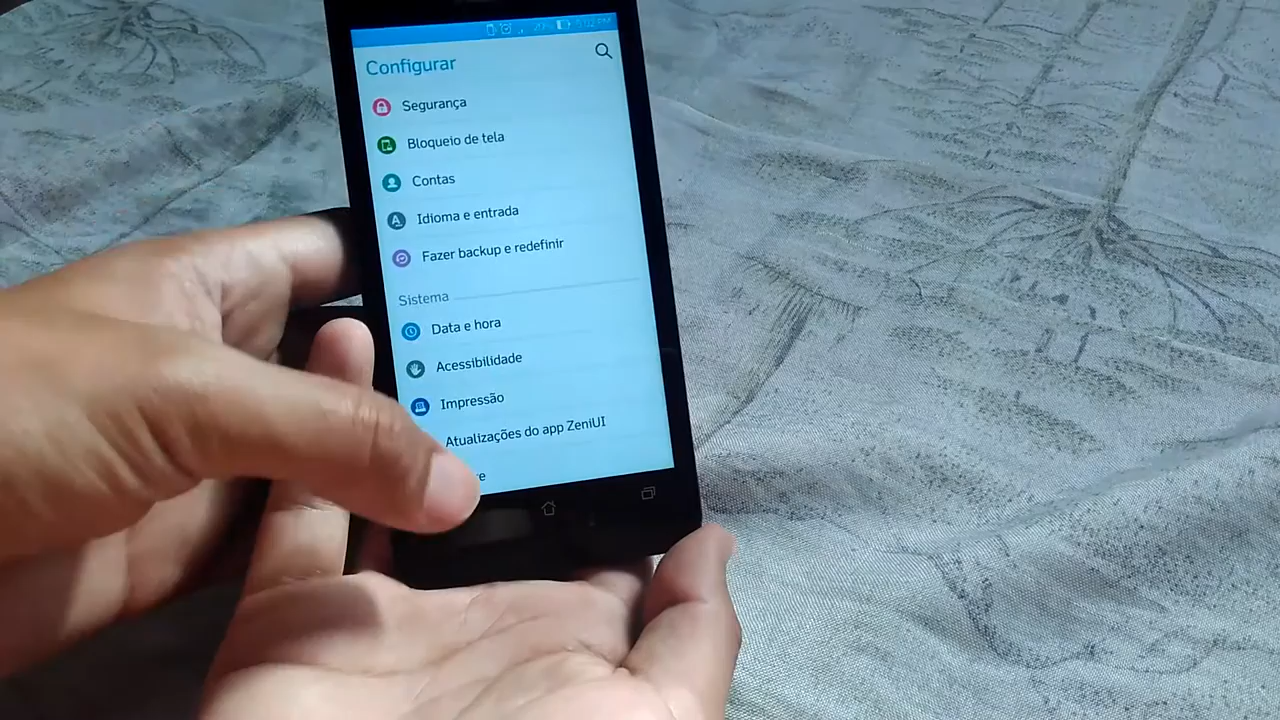 Configurar
Segurança
Bloqueio de tela
Contas
Idioma e entrada
Fazer backup e redefinir
Sistema
Data e hora
Acessibilidade
Impressão
Atualizações do app ZeniUI